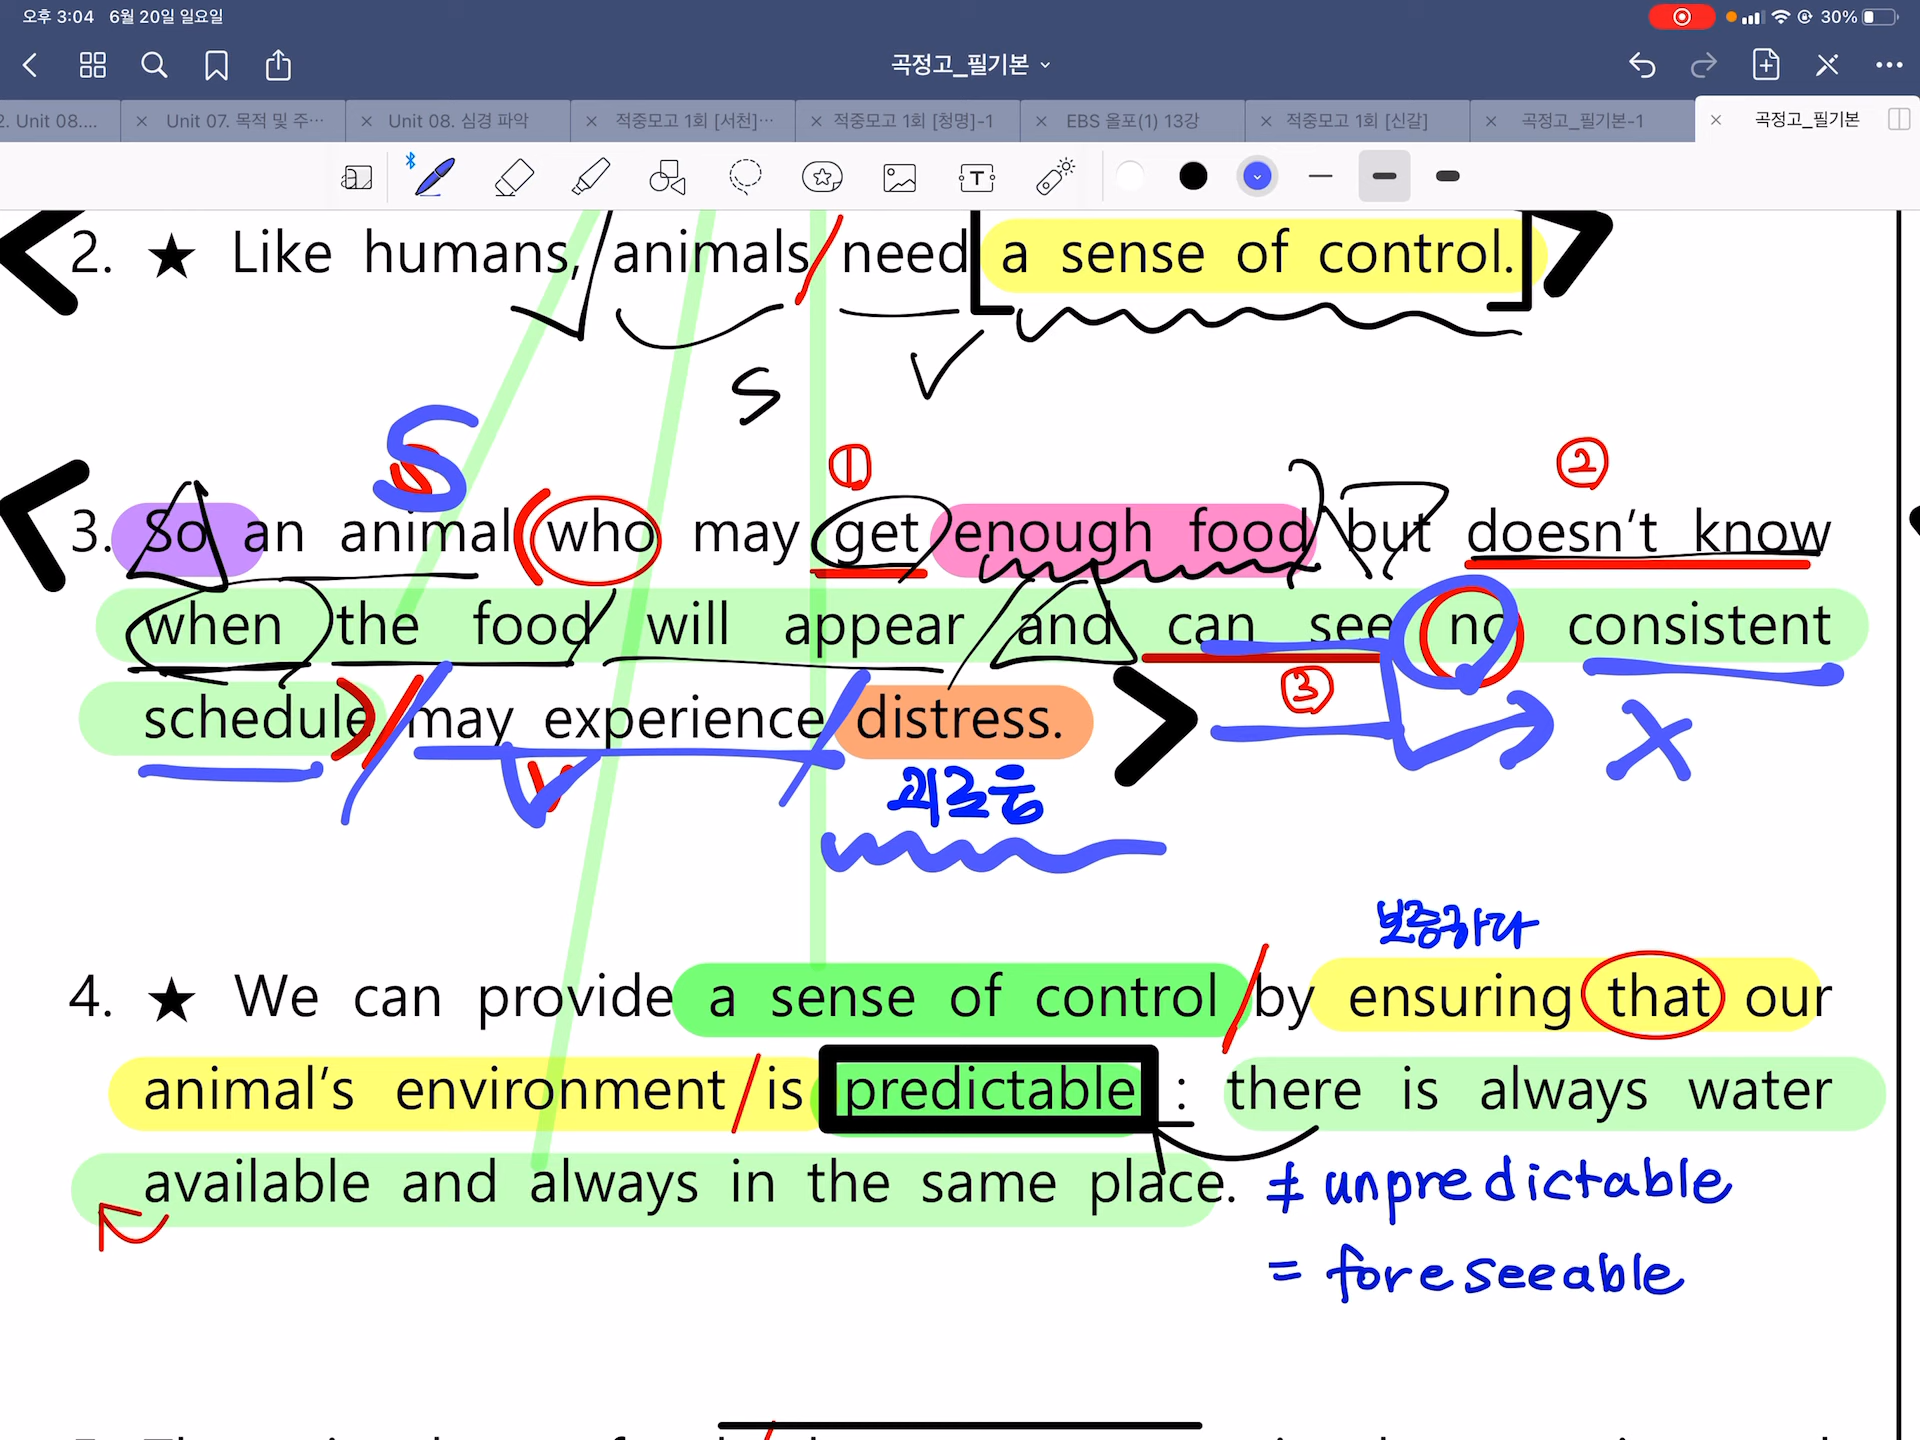 오후 3:04 6월 20일 일요일
30%
곡정고_필기본
2. Unit 08....
Unit 07. 목적 및 주…
Unit 08. 심경 파악
적중모고 1회 [서천]…
적중모고 1회 [청명]-1
EBS 올포(1) 13강
적중모고 1회 [신갈]
곡정고_필기본-1
곡정고_필기본
2. ★ Like humans, animals need a sense of control.
S V
S ① ②
3. So an animal who may get enough food but doesn't know
when the food will appear and can see no consistent
③
schedule may experience distress.
V 괴로움 X
보증하다
4. ★ We can provide a sense of control by ensuring that our
animal's environment is predictable : there is always water
available and always in the same place. ≠ unpredictable
= foreseeable